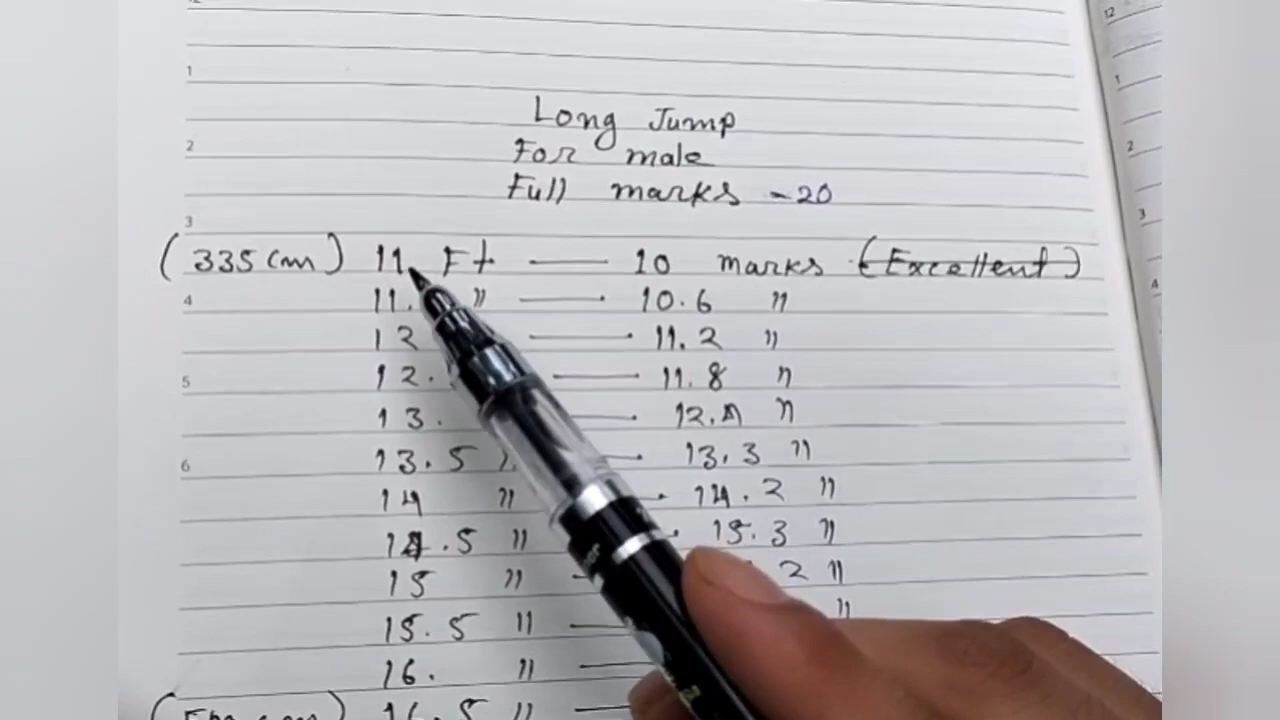 Long Jump
For male
Full marks - 20
(335 cm) 11 Ft — 10 marks (Excellent)
11. " — 10.6 "
12 — 11.2 "
12. — 11.8 "
13. — 12.4 "
13.5 " — 13.3 "
14 " 14.2 "
14.5 " 15.3 "
15 " — 2 "
15.5 " — "
16. " —
16.5 " —
12
1
2
3
4
5
6
12
1
2
3
4